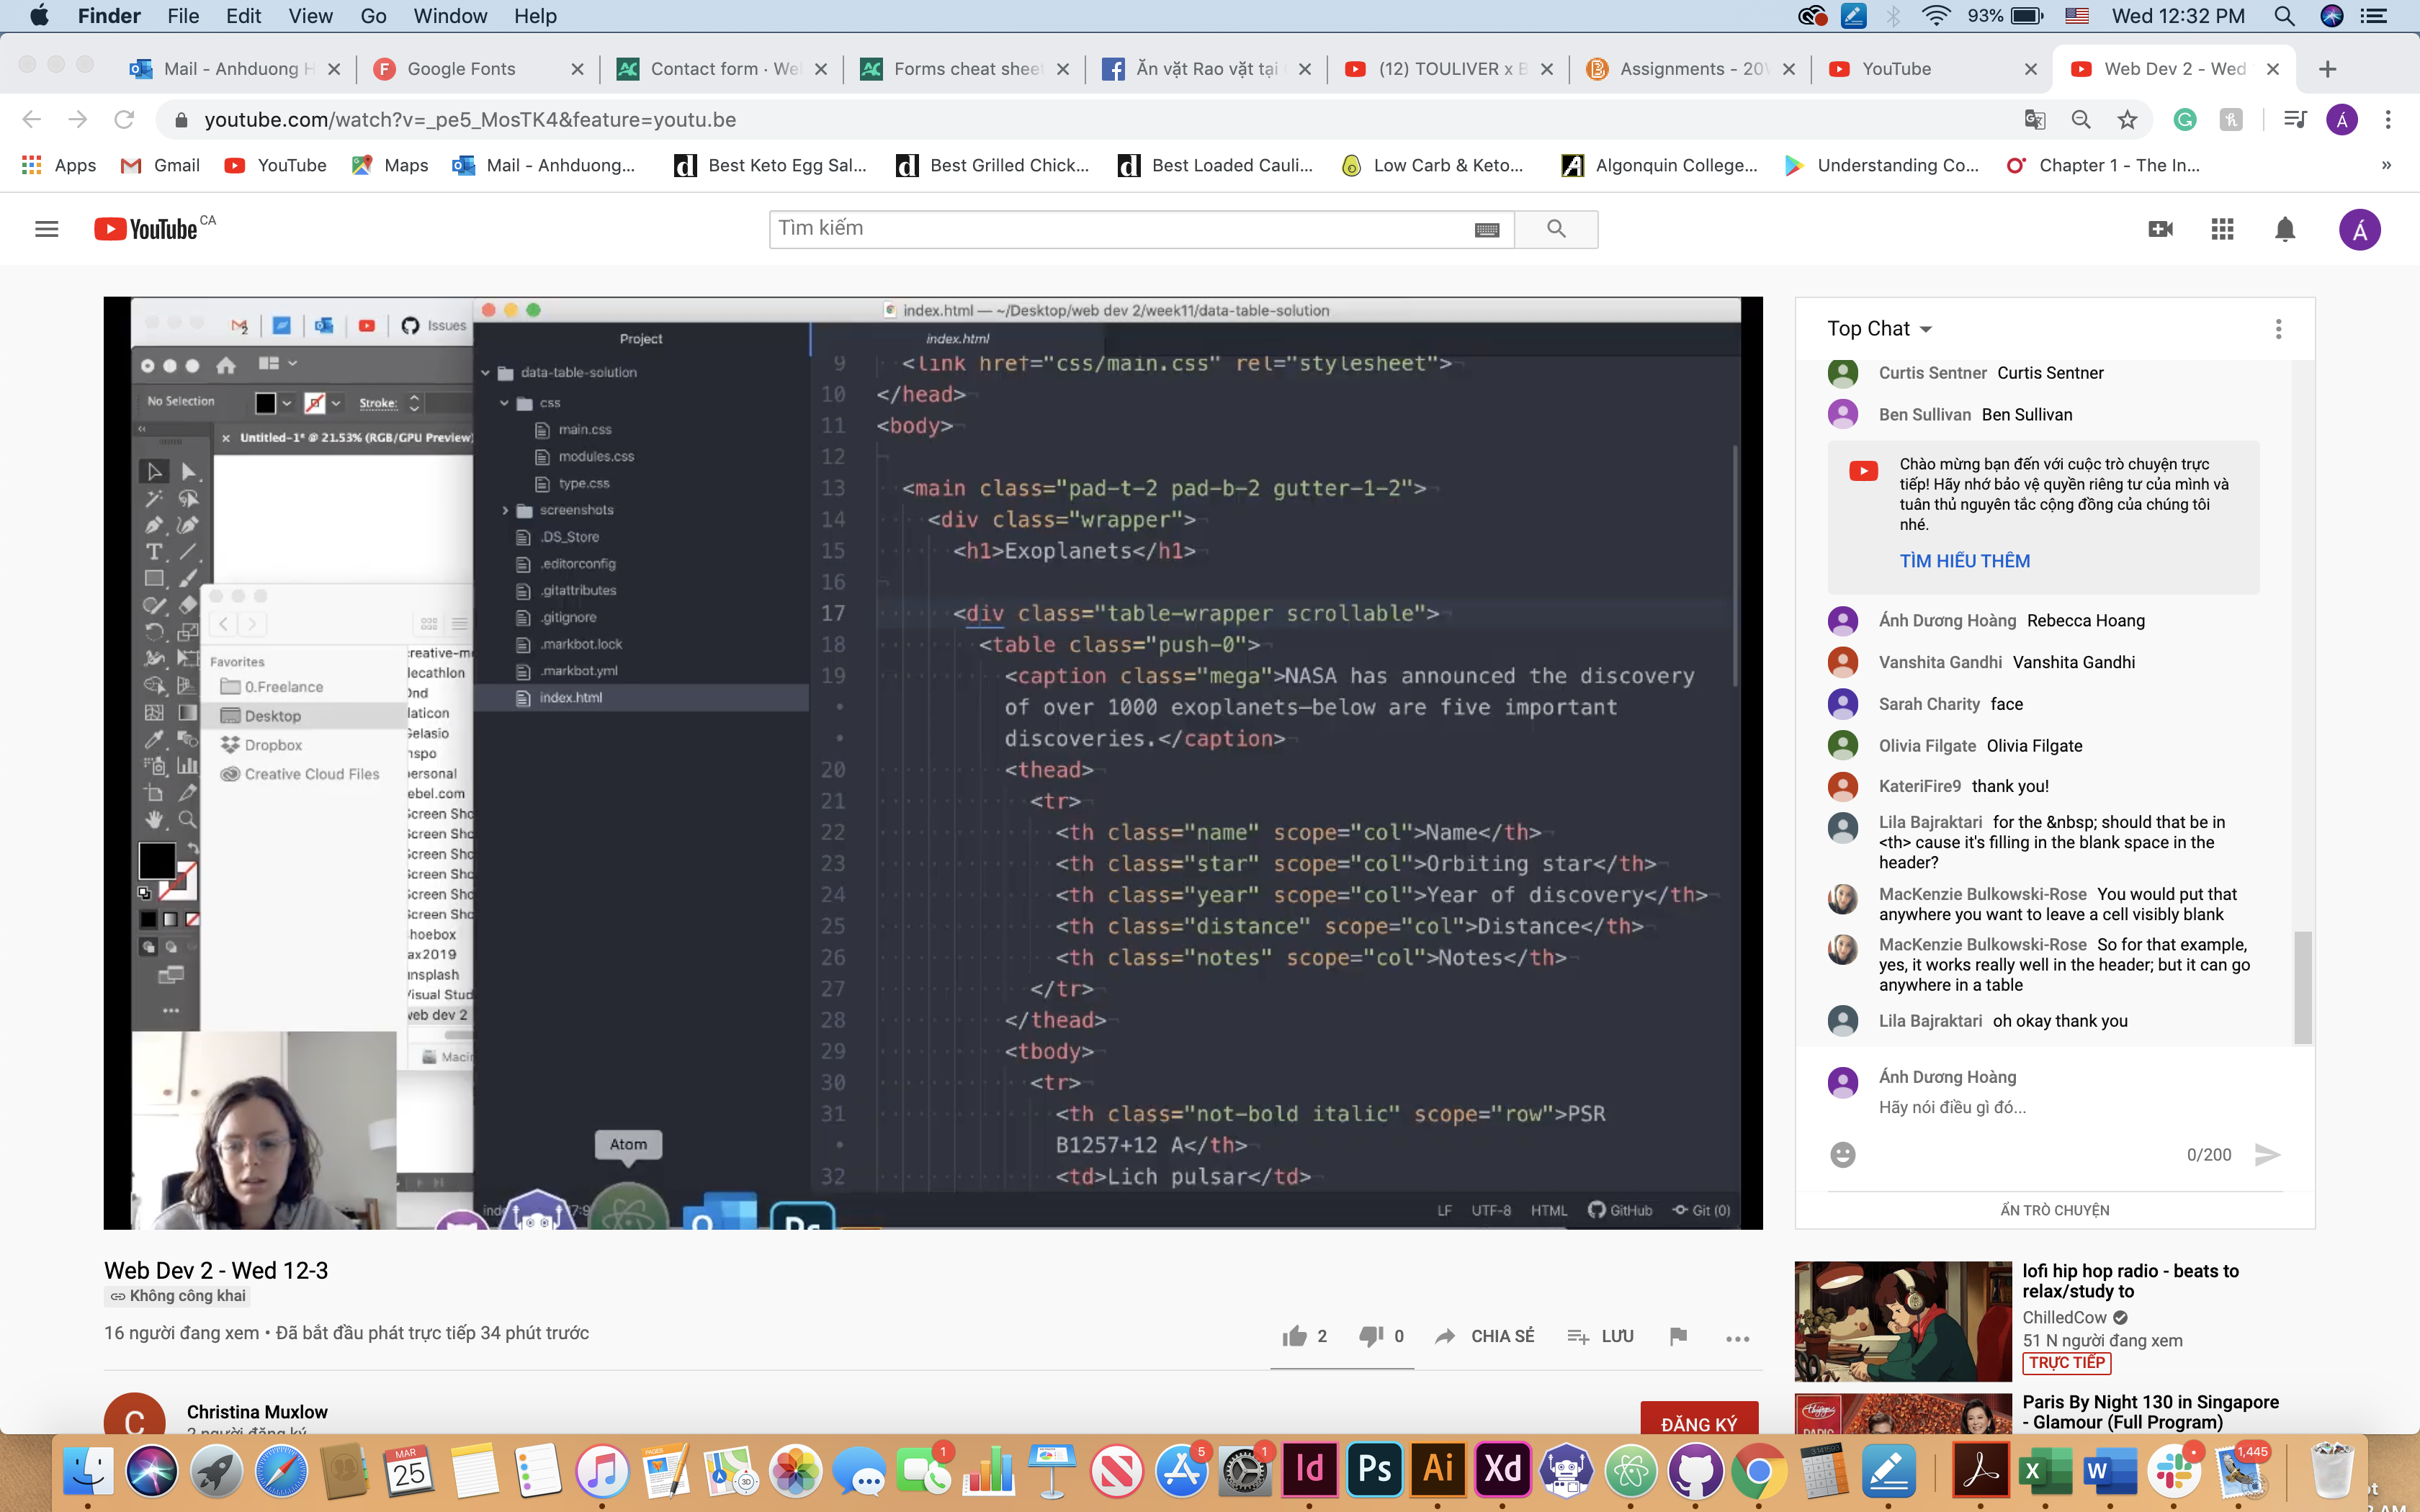 Finder File Edit View Go Window Help
93% Wed 12:32 PM
Mail - Anhduong H
Google Fonts
Contact form · We
Forms cheat sheet
Ăn vặt Rao vặt tại
(12) TOULIVER x B
Assignments - 20
YouTube
Web Dev 2 - Wed
youtube.com/watch?v=_pe5_MosTK4&feature=youtu.be
Apps
Gmail
YouTube
Maps
Mail - Anhduong...
Best Keto Egg Sal...
Best Grilled Chick...
Best Loaded Cauli...
Low Carb & Keto...
Algonquin College...
Understanding Co...
Chapter 1 - The In...
»
YouTube CA
Tìm kiếm
Á
Issues
No Selection
Stroke:
Untitled-1* @ 21.53% (RGB/GPU Preview)
Favorites
0.Freelance
Desktop
Dropbox
Creative Cloud Files
lecathlon
laticon
ersonal
ebel.com
hoebox
ax2019
web dev 2
index.html — ~/Desktop/web dev 2/week11/data-table-solution
Project
data-table-solution
css
main.css
modules.css
type.css
screenshots
.DS_Store
.editorconfig
.gitattributes
.gitignore
.markbot.lock
.markbot.yml
index.html
index.html
9 <link href="css/main.css" rel="stylesheet">
10 </head>
11 <body>
12
13 <main class="pad-t-2 pad-b-2 gutter-1-2">
14 <div class="wrapper">
15 <h1>Exoplanets</h1>
16
17 <div class="table-wrapper scrollable">
18 <table class="push-0">
19 <caption class="mega">NASA has announced the discovery
of over 1000 exoplanets—below are five important
discoveries.</caption>
20 <thead>
21 <tr>
22 <th class="name" scope="col">Name</th>
23 <th class="star" scope="col">Orbiting star</th>
24 <th class="year" scope="col">Year of discovery</th>
25 <th class="distance" scope="col">Distance</th>
26 <th class="notes" scope="col">Notes</th>
27 </tr>
28 </thead>
29 <tbody>
30 <tr>
31 <th class="not-bold italic" scope="row">PSR
B1257+12 A</th>
32 <td>Lich pulsar</td>
Atom
LF UTF-8 HTML GitHub Git (0)
Top Chat
Curtis Sentner Curtis Sentner
Ben Sullivan Ben Sullivan
Chào mừng bạn đến với cuộc trò chuyện trực
tiếp! Hãy nhớ bảo vệ quyền riêng tư của mình và
tuân thủ nguyên tắc cộng đồng của chúng tôi
nhé.
TÌM HIỂU THÊM
Ánh Dương Hoàng Rebecca Hoang
Vanshita Gandhi Vanshita Gandhi
Sarah Charity face
Olivia Filgate Olivia Filgate
KateriFire9 thank you!
Lila Bajraktari for the &nbsp; should that be in
<th> cause it's filling in the blank space in the
header?
MacKenzie Bulkowski-Rose You would put that
anywhere you want to leave a cell visibly blank
MacKenzie Bulkowski-Rose So for that example,
yes, it works really well in the header; but it can go
anywhere in a table
Lila Bajraktari oh okay thank you
Ánh Dương Hoàng
Hãy nói điều gì đó...
0/200
ẨN TRÒ CHUYỆN
Web Dev 2 - Wed 12-3
Không công khai
16 người đang xem • Đã bắt đầu phát trực tiếp 34 phút trước
2 0 CHIA SẺ LƯU
C
Christina Muxlow
2 người đăng ký
ĐĂNG KÝ
lofi hip hop radio - beats to
relax/study to
ChilledCow
51 N người đang xem
TRỰC TIẾP
Paris By Night 130 in Singapore
- Glamour (Full Program)
MAR
25
PAGES
3D
1
5
1
Id
Ps
Ai
Xd
X
W
1,445